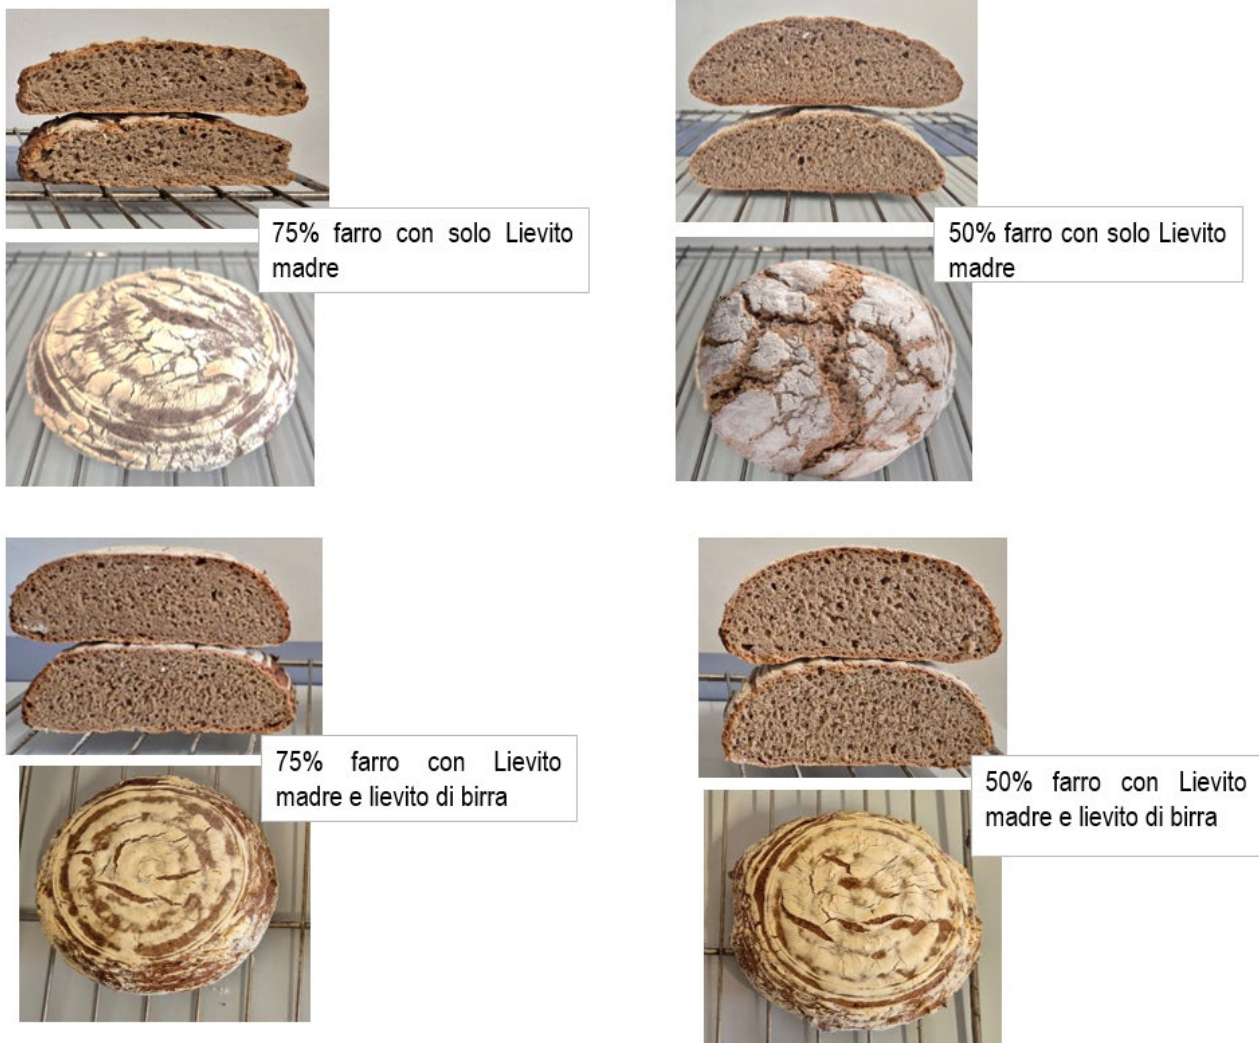 75% farro con solo Lievito
madre
50% farro con solo Lievito
madre
75% farro con Lievito
madre e lievito di birra
50% farro con Lievito
madre e lievito di birra